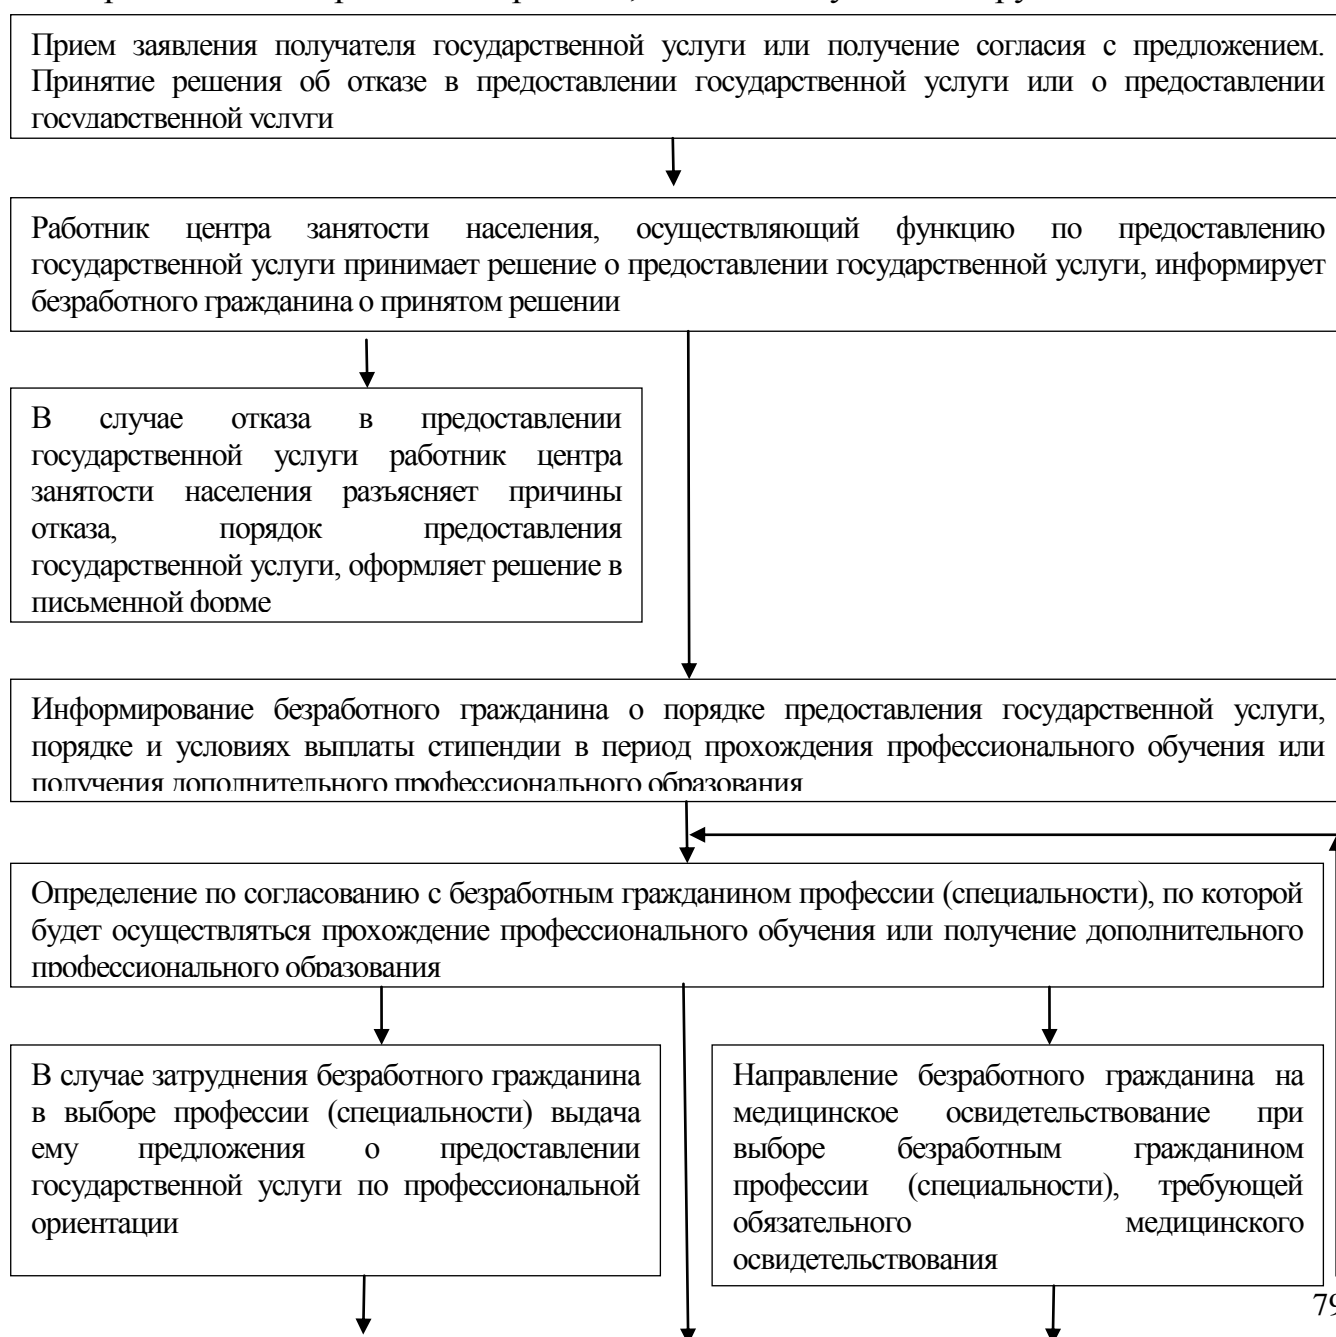 Прием заявления получателя государственной услуги или получение согласия с предложением.
Принятие решения об отказе в предоставлении государственной услуги или о предоставлении
государственной услуги
Работник центра занятости населения, осуществляющий функцию по предоставлению
государственной услуги принимает решение о предоставлении государственной услуги, информирует
безработного гражданина о принятом решении
В случае отказа в предоставлении
государственной услуги работник центра
занятости населения разъясняет причины
отказа, порядок предоставления
государственной услуги, оформляет решение в
письменной форме
Информирование безработного гражданина о порядке предоставления государственной услуги,
порядке и условиях выплаты стипендии в период прохождения профессионального обучения или
получения дополнительного профессионального образования
Определение по согласованию с безработным гражданином профессии (специальности), по которой
будет осуществляться прохождение профессионального обучения или получение дополнительного
профессионального образования
В случае затруднения безработного гражданина
в выборе профессии (специальности) выдача
ему предложения о предоставлении
государственной услуги по профессиональной
ориентации
Направление безработного гражданина на
медицинское освидетельствование при
выборе безработным гражданином
профессии (специальности), требующей
обязательного медицинского
освидетельствования
79